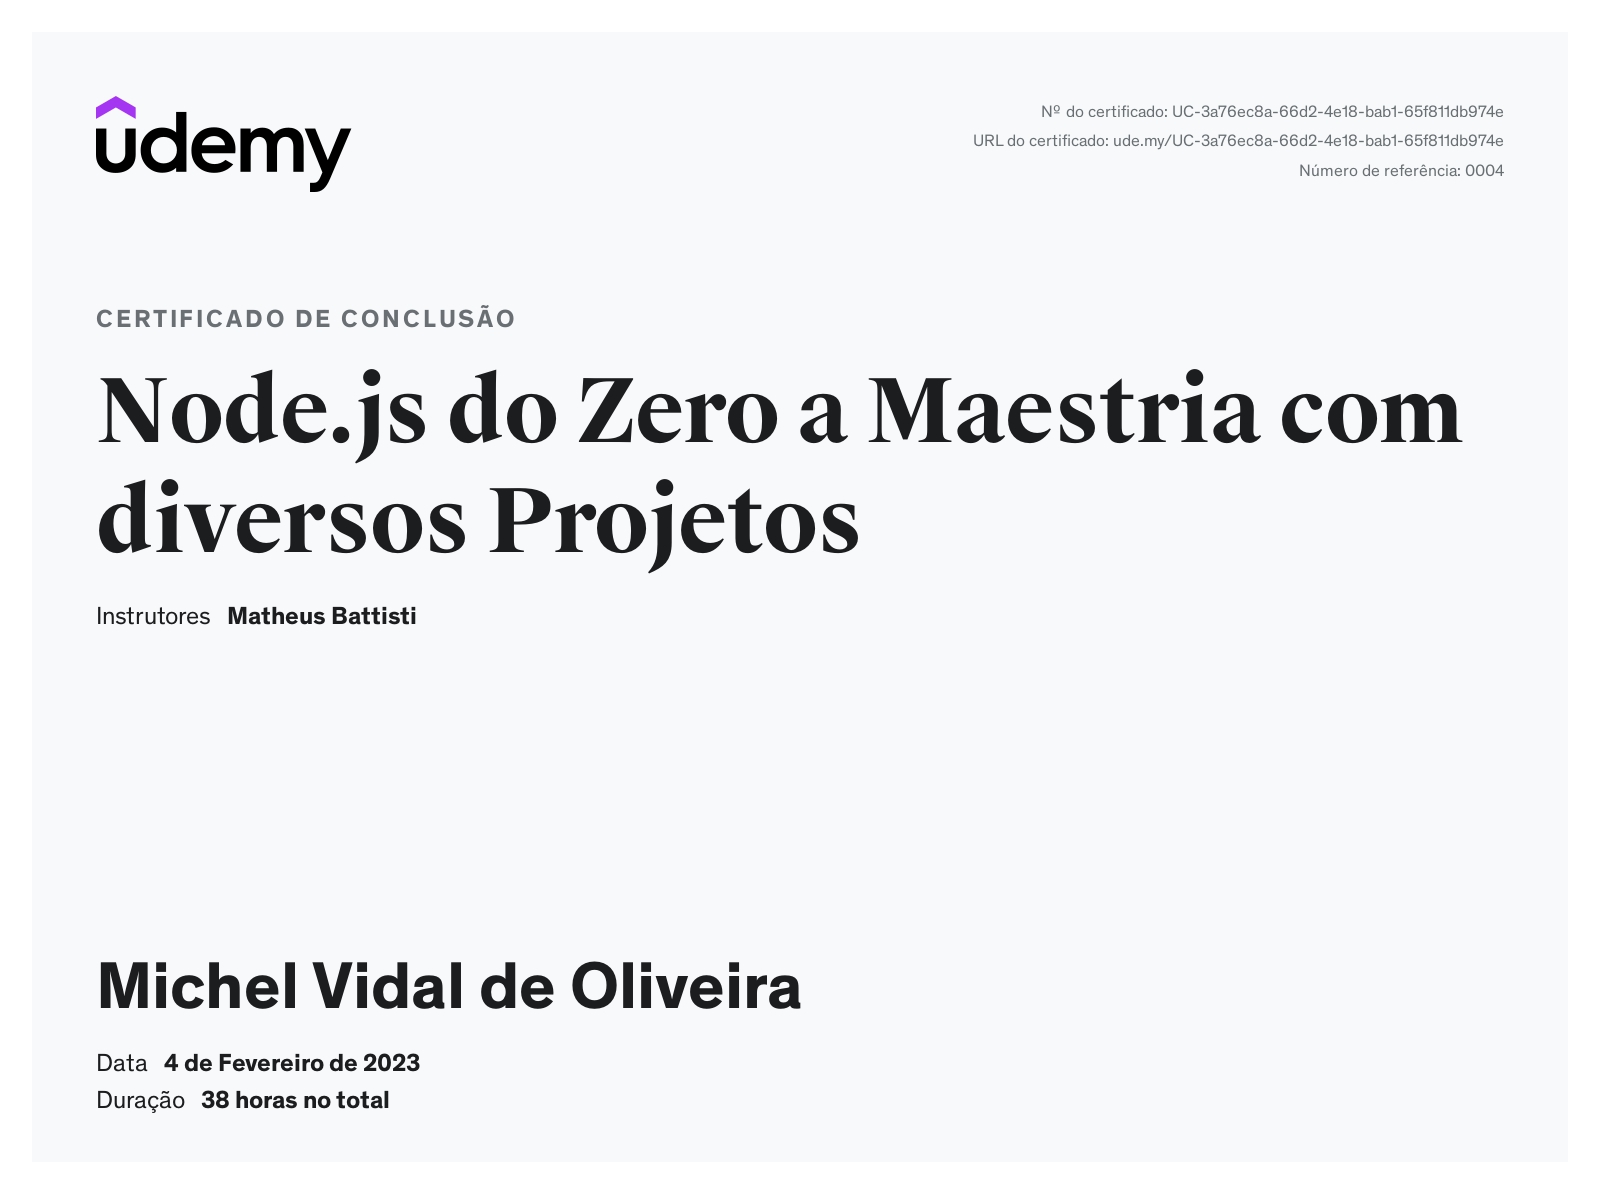 udemy
Nº do certificado: UC-3a76ec8a-66d2-4e18-bab1-65f811db974e
URL do certificado: ude.my/UC-3a76ec8a-66d2-4e18-bab1-65f811db974e
Número de referência: 0004
CERTIFICADO DE CONCLUSÃO
Node.js do Zero a Maestria com
diversos Projetos
Instrutores Matheus Battisti
Michel Vidal de Oliveira
Data 4 de Fevereiro de 2023
Duração 38 horas no total